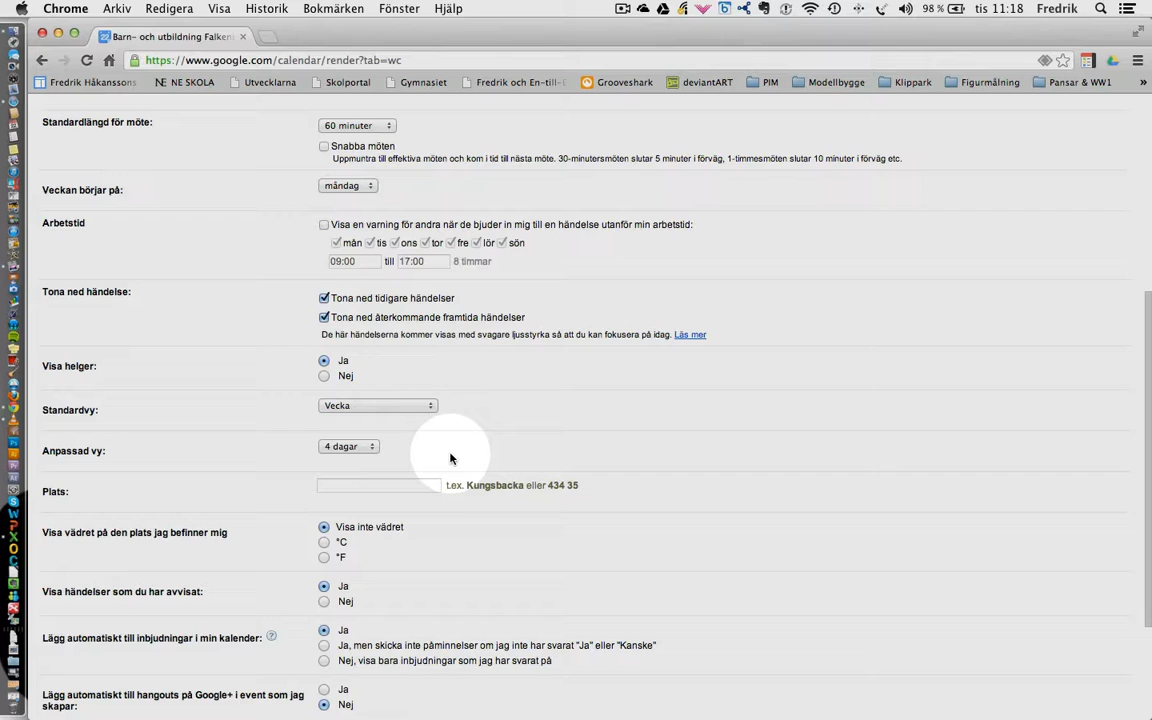 Chrome Arkiv Redigera Visa Historik Bokmärken Fönster Hjälp 98 % tis 11:18 Fredrik
Barn- och utbildning Falken
https://www.google.com/calendar/render?tab=wc
Fredrik Håkanssons NE SKOLA Utvecklarna Skolportal Gymnasiet Fredrik och En-till-E Grooveshark deviantART PIM Modellbygge Klippark Figurmålning Pansar & WW1 »
Standardlängd för möte: 60 minuter
Snabba möten
Uppmuntra till effektiva möten och kom i tid till nästa möte. 30-minutersmöten slutar 5 minuter i förväg, 1-timmesmöten slutar 10 minuter i förväg etc.
Veckan börjar på: måndag
Arbetstid Visa en varning för andra när de bjuder in mig till en händelse utanför min arbetstid:
mån tis ons tor fre lör sön
09:00 till 17:00 8 timmar
Tona ned händelse: Tona ned tidigare händelser
Tona ned återkommande framtida händelser
De här händelserna kommer visas med svagare ljusstyrka så att du kan fokusera på idag. Läs mer
Visa helger: Ja
Nej
Standardvy: Vecka
Anpassad vy: 4 dagar
Plats: t.ex. Kungsbacka eller 434 35
Visa vädret på den plats jag befinner mig Visa inte vädret
°C
°F
Visa händelser som du har avvisat: Ja
Nej
Lägg automatiskt till inbjudningar i min kalender: ? Ja
Ja, men skicka inte påminnelser om jag inte har svarat "Ja" eller "Kanske"
Nej, visa bara inbjudningar som jag har svarat på
Lägg automatiskt till hangouts på Google+ i event som jag Ja
skapar: Nej